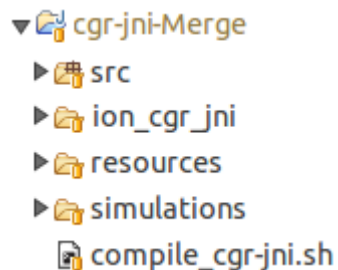 cgr-jni-Merge
src
ion_cgr_jni
resources
simulations
compile_cgr-jni.sh